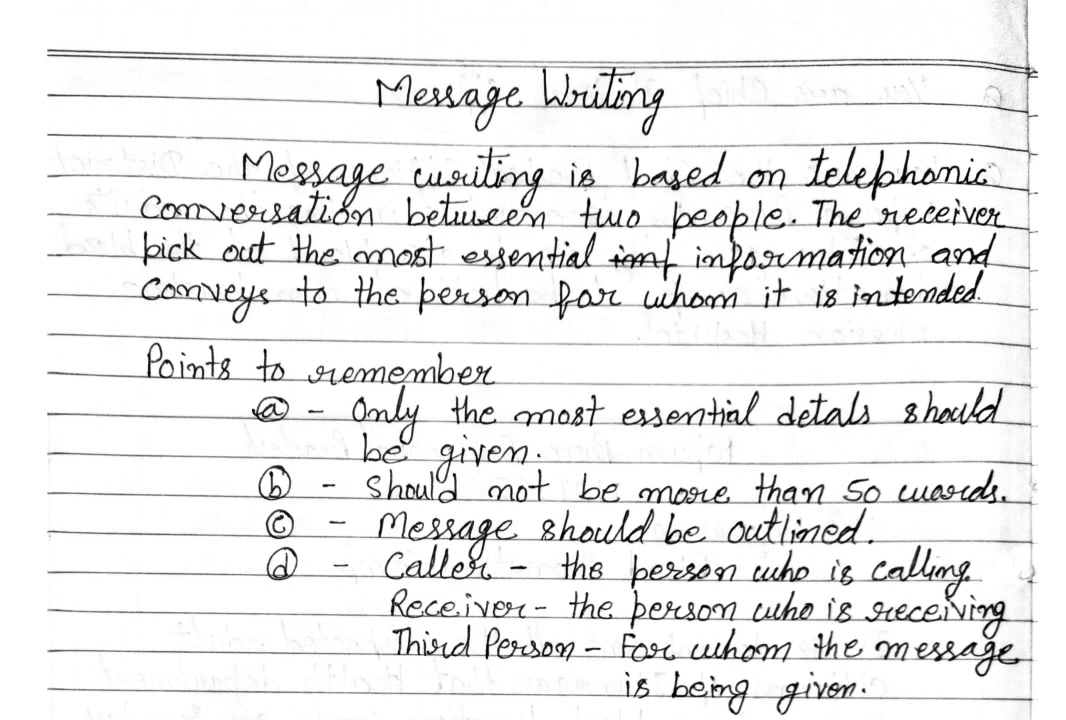 Message Writing
Message writing is based on telephonic
Conversation between two people. The receiver
pick out the most essential imf information and
conveys to the person for whom it is intended.
Points to remember
(a) - Only the most essential detals should
be given.
(b) - Should not be more than 50 words.
(c) - Message should be outlined.
(d) - Caller - the person who is calling.
Receiver - the person who is receiving
Third Person - For whom the message
is being given.